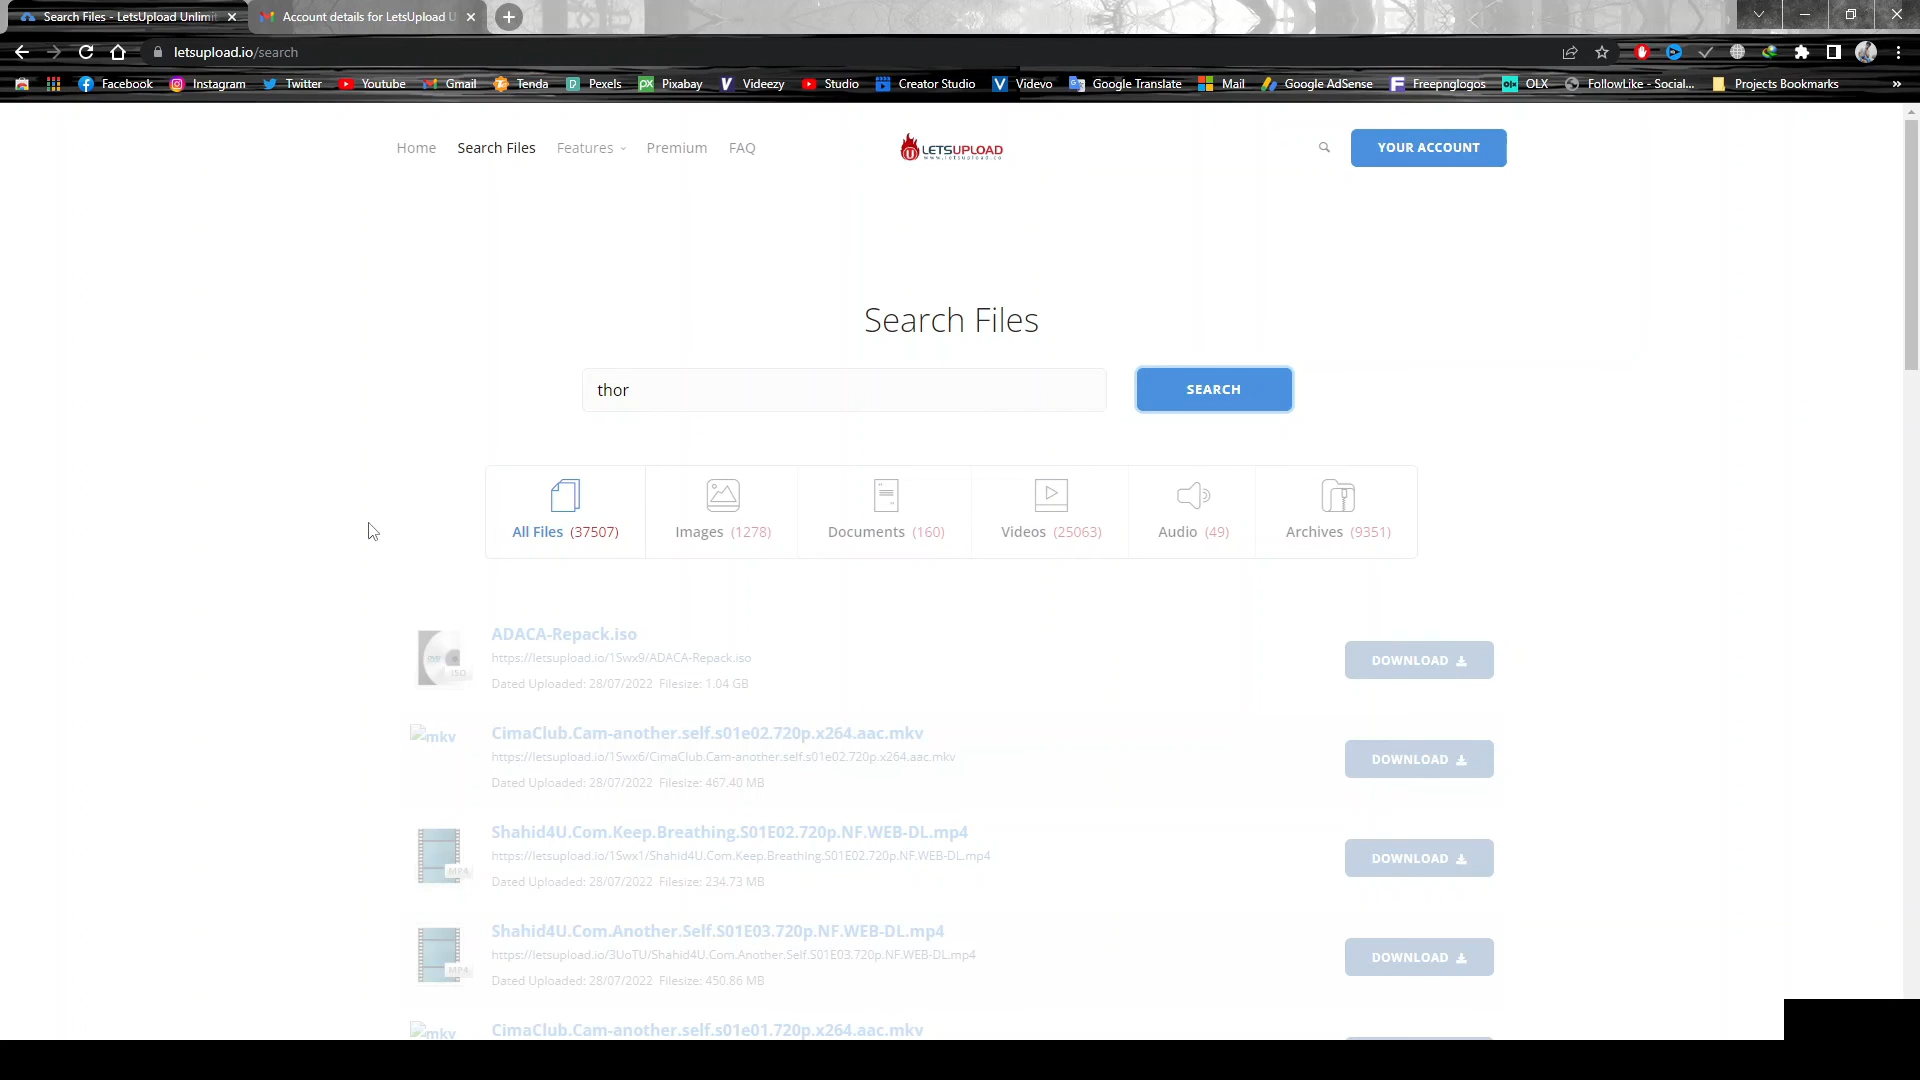 Search Files - LetsUpload Unlimit
Account details for LetsUpload U
letsupload.io/search
Facebook Instagram Twitter Youtube Gmail Tenda Pexels Pixabay Videezy Studio Creator Studio Videvo Google Translate Mail Google AdSense Freepnglogos OLX FollowLike - Social... Projects Bookmarks »
Home Search Files Features Premium FAQ
LETSUPLOAD
YOUR ACCOUNT
Search Files
thor
SEARCH
All Files (37507)
Images (1278)
Documents (160)
Videos (25063)
Audio (49)
Archives (9351)
ADACA-Repack.iso
https://letsupload.io/1Swx9/ADACA-Repack.iso
Dated Uploaded: 28/07/2022 Filesize: 1.04 GB
ISO
DOWNLOAD
mkv
CimaClub.Cam-another.self.s01e02.720p.x264.aac.mkv
https://letsupload.io/1Swx6/CimaClub.Cam-another.self.s01e02.720p.x264.aac.mkv
Dated Uploaded: 28/07/2022 Filesize: 467.40 MB
DOWNLOAD
Shahid4U.Com.Keep.Breathing.S01E02.720p.NF.WEB-DL.mp4
https://letsupload.io/1Swx1/Shahid4U.Com.Keep.Breathing.S01E02.720p.NF.WEB-DL.mp4
Dated Uploaded: 28/07/2022 Filesize: 234.73 MB
MP4
DOWNLOAD
Shahid4U.Com.Another.Self.S01E03.720p.NF.WEB-DL.mp4
https://letsupload.io/3UoTU/Shahid4U.Com.Another.Self.S01E03.720p.NF.WEB-DL.mp4
Dated Uploaded: 28/07/2022 Filesize: 450.86 MB
MP4
DOWNLOAD
mkv
CimaClub.Cam-another.self.s01e01.720p.x264.aac.mkv